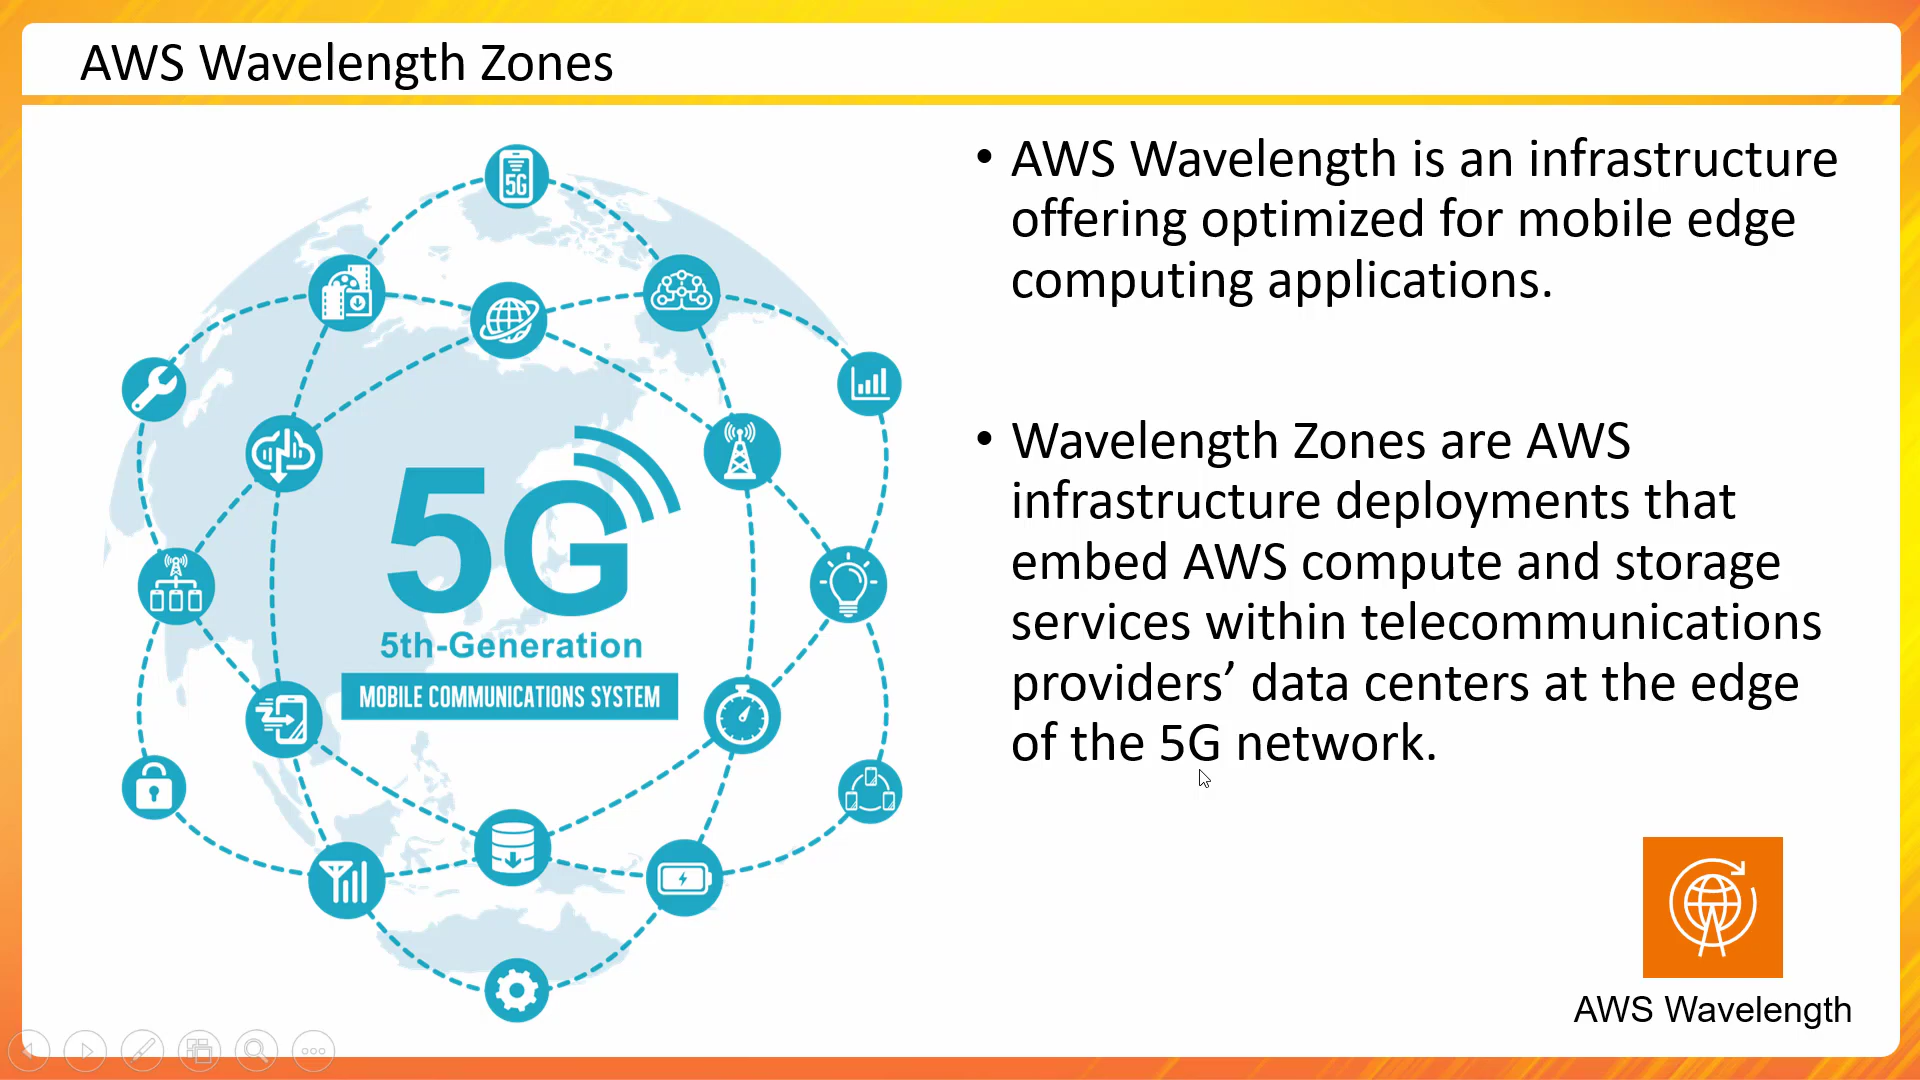 AWS Wavelength Zones
5G
5G
5th-Generation
MOBILE COMMUNICATIONS SYSTEM
• AWS Wavelength is an infrastructure
offering optimized for mobile edge
computing applications.
• Wavelength Zones are AWS
infrastructure deployments that
embed AWS compute and storage
services within telecommunications
providers’ data centers at the edge
of the 5G network.
AWS Wavelength